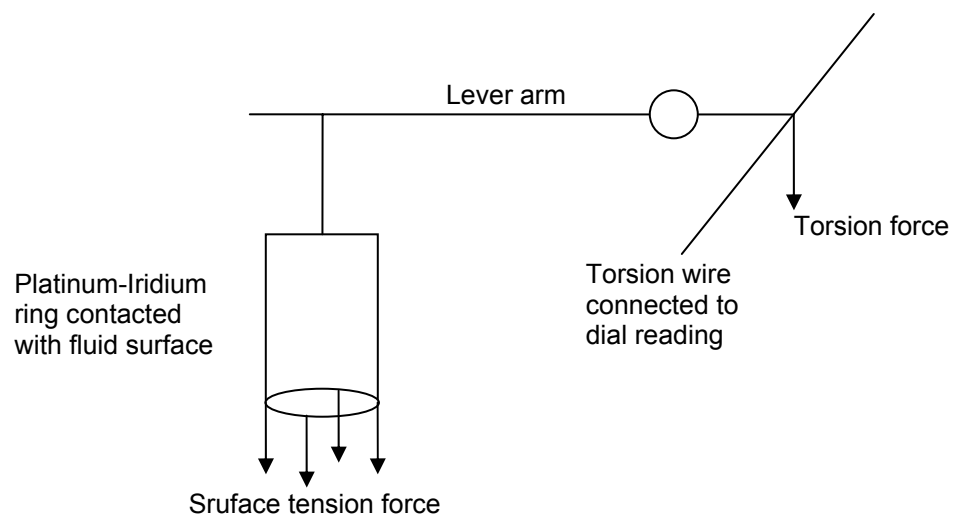 Lever arm
Torsion force
Platinum-Iridium
ring contacted
with fluid surface
Torsion wire
connected to
dial reading
Sruface tension force